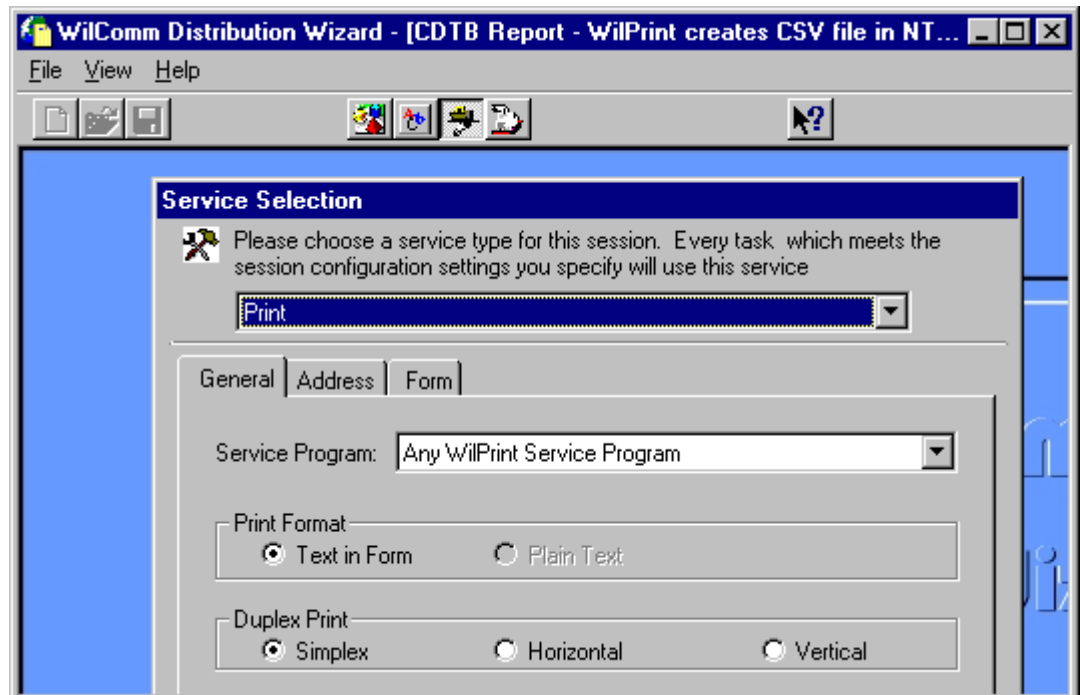 WilComm Distribution Wizard - [CDTB Report - WilPrint creates CSV file in NT...
File View Help
Service Selection
Please choose a service type for this session. Every task which meets the
session configuration settings you specify will use this service
Print
General Address Form
Service Program: Any WilPrint Service Program
Print Format
Text in Form Plain Text
Duplex Print
Simplex Horizontal Vertical